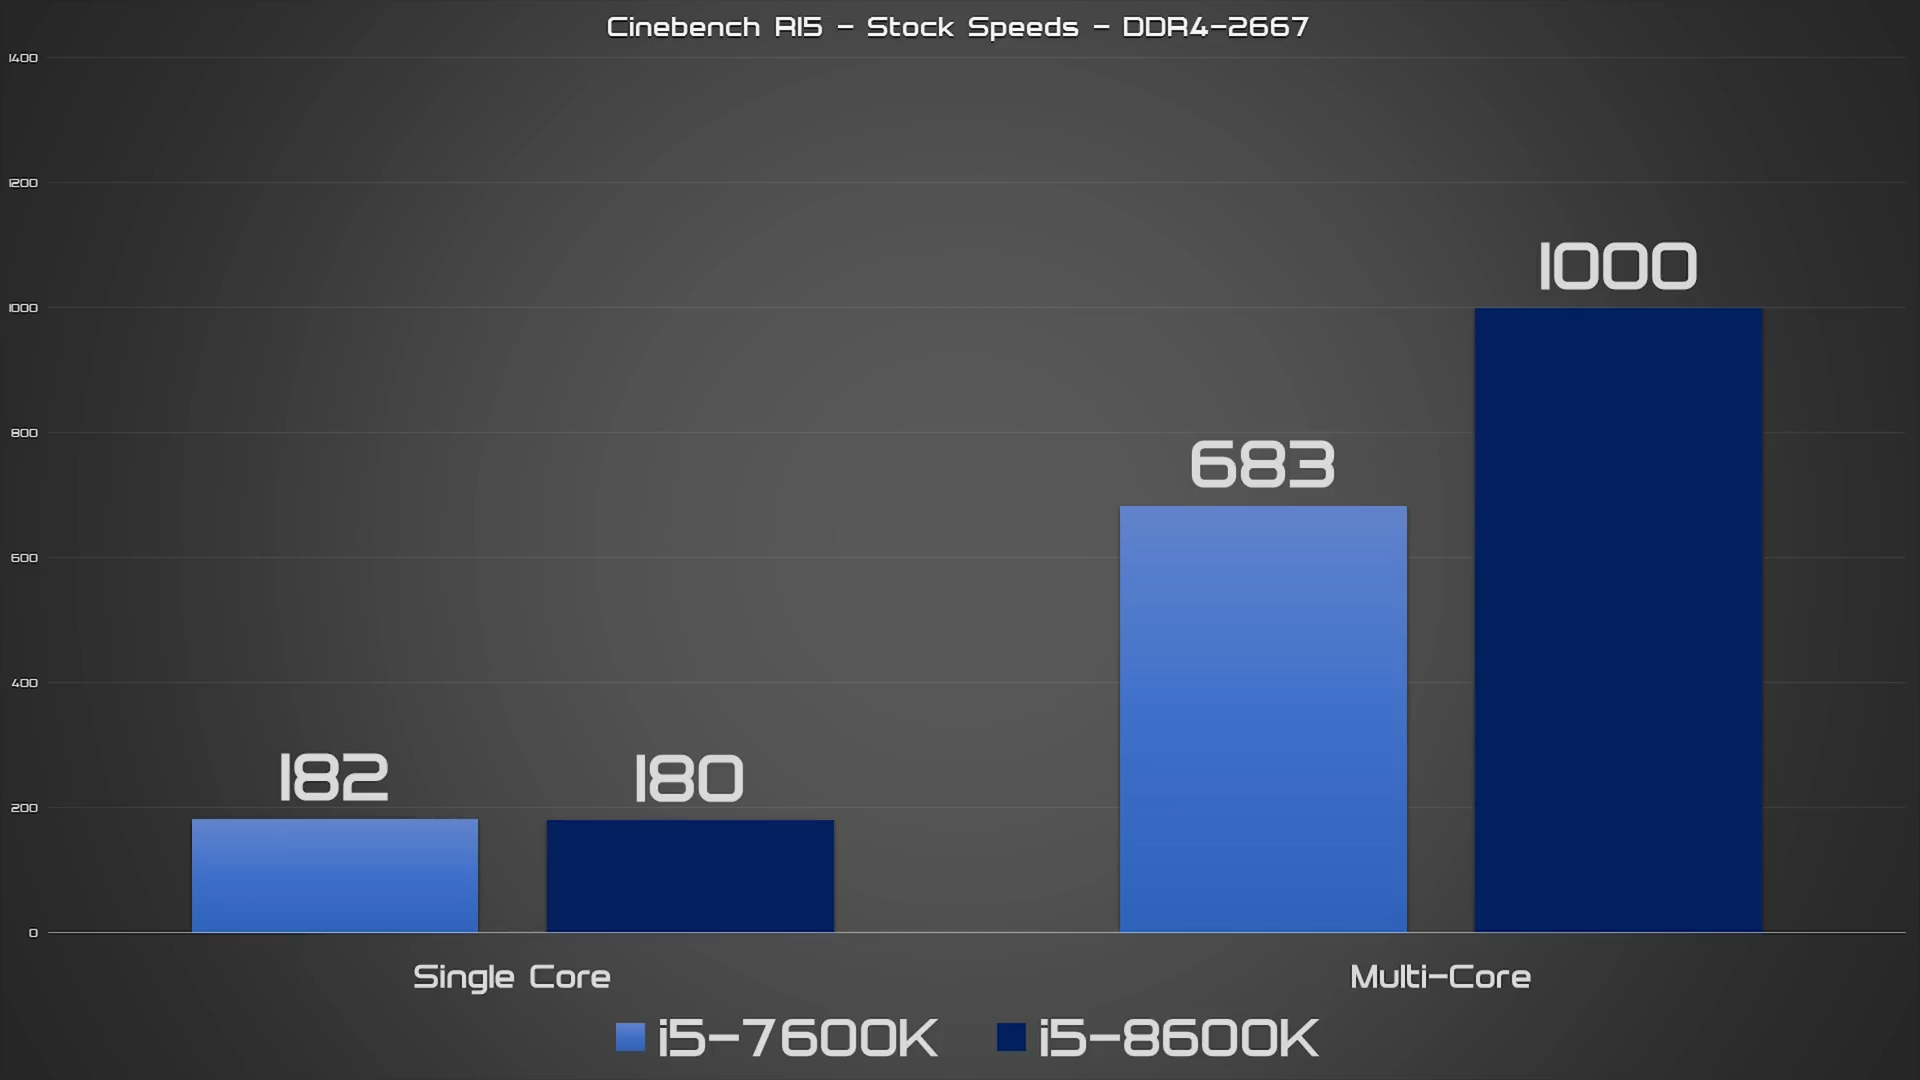 Cinebench R15 - Stock Speeds - DDR4-2667
1400
1200
1000
800
600
400
200
0
182
180
683
1000
Single Core
Multi-Core
i5-7600K
i5-8600K